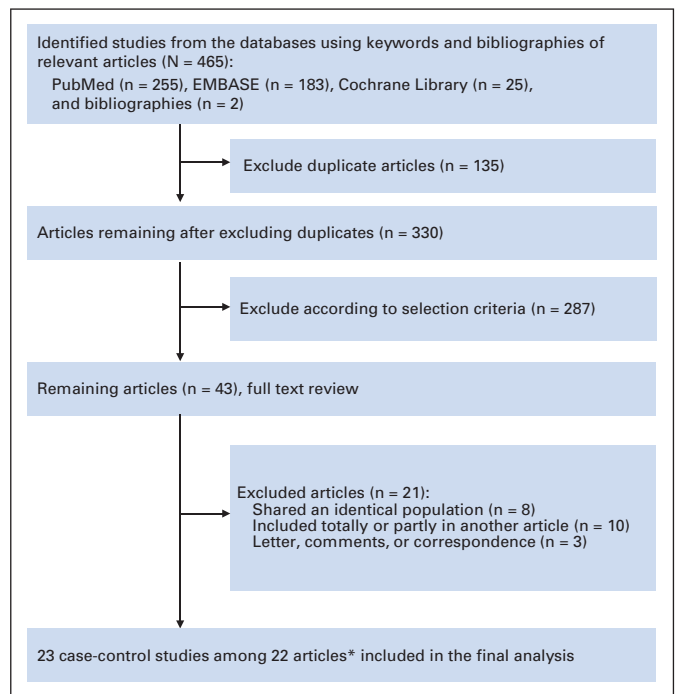 Identified studies from the databases using keywords and bibliographies of
relevant articles (N = 465):
PubMed (n = 255), EMBASE (n = 183), Cochrane Library (n = 25),
and bibliographies (n = 2)
Exclude duplicate articles (n = 135)
Articles remaining after excluding duplicates (n = 330)
Exclude according to selection criteria (n = 287)
Remaining articles (n = 43), full text review
Excluded articles (n = 21):
Shared an identical population (n = 8)
Included totally or partly in another article (n = 10)
Letter, comments, or correspondence (n = 3)
23 case-control studies among 22 articles* included in the final analysis